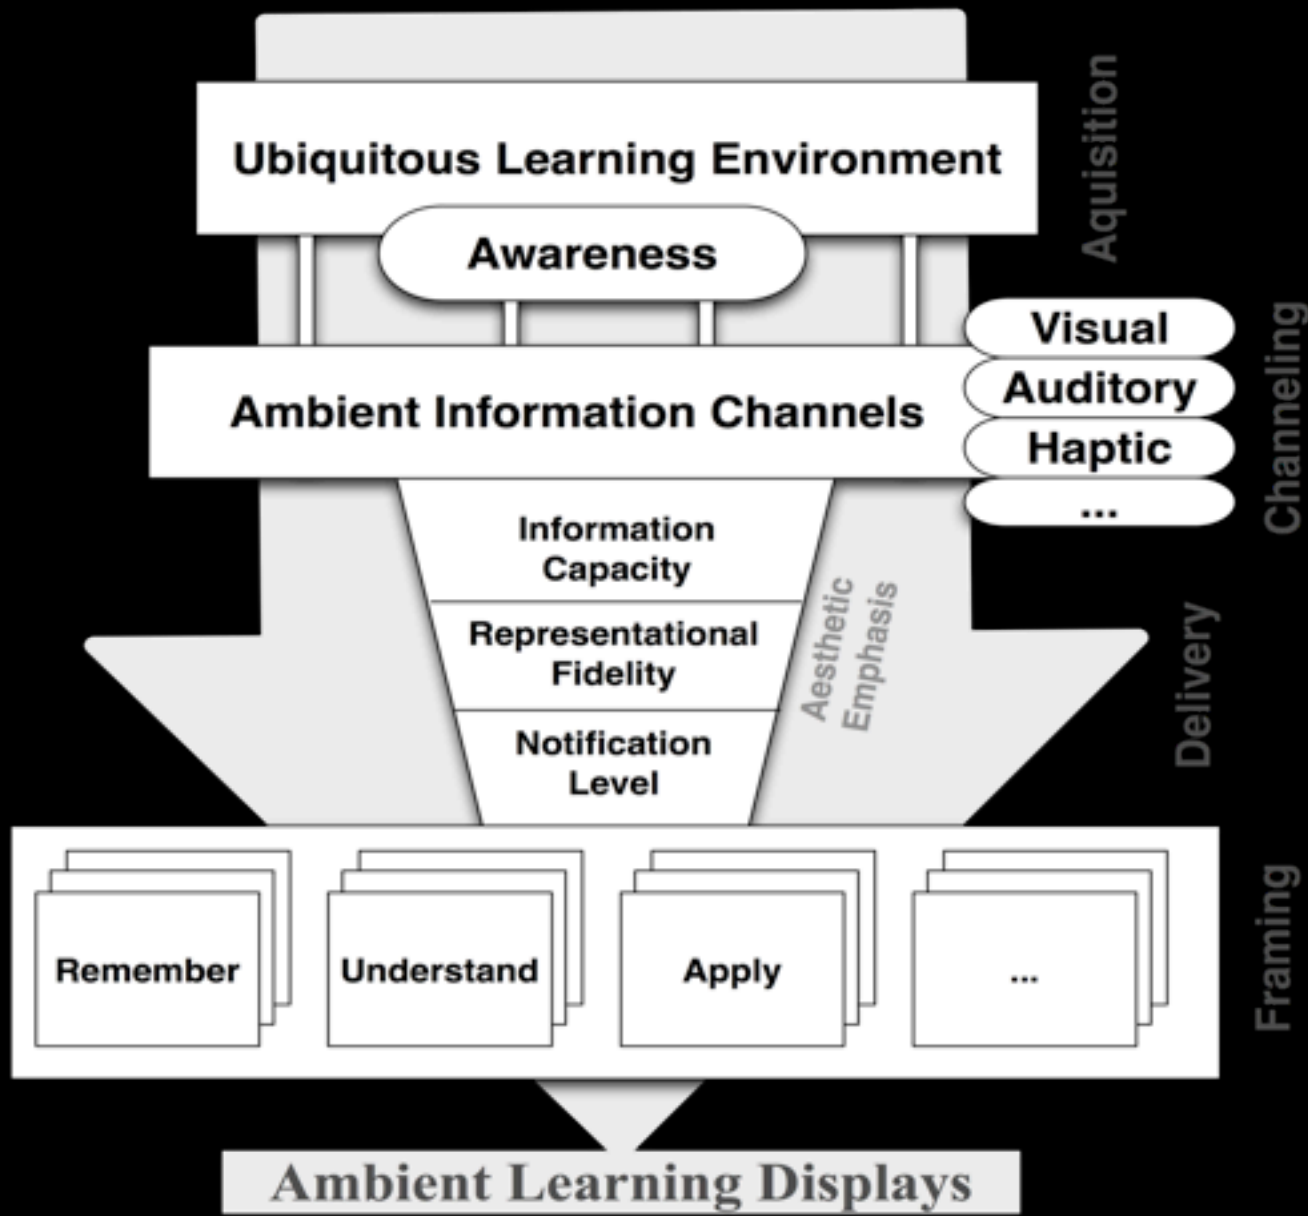 Ubiquitous Learning Environment
Aquisition
Awareness
Ambient Information Channels
Visual
Auditory
Haptic
...
Channeling
Information
Capacity
Representational
Fidelity
Notification
Level
Aesthetic
Emphasis
Delivery
Remember
Understand
Apply
...
Framing
Ambient Learning Displays